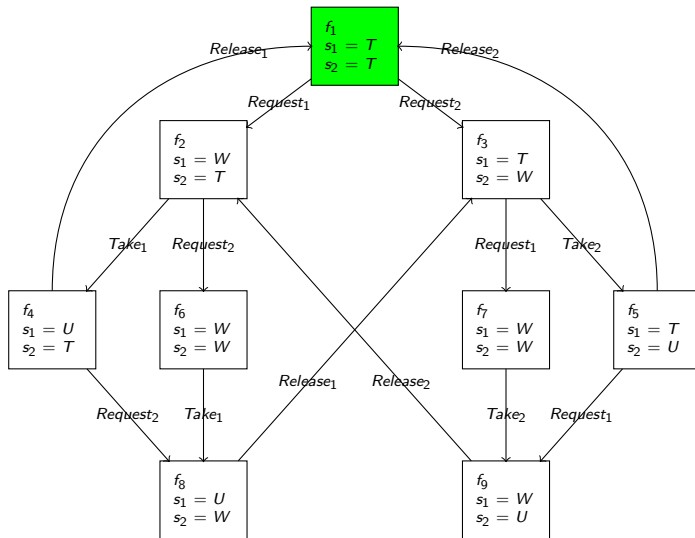 f₁
s₁ = T
s₂ = T
Release₁
Release₂
Request₁
Request₂
f₂
s₁ = W
s₂ = T
f₃
s₁ = T
s₂ = W
Take₁
Request₂
Request₁
Take₂
f₄
s₁ = U
s₂ = T
f₆
s₁ = W
s₂ = W
f₇
s₁ = W
s₂ = W
f₅
s₁ = T
s₂ = U
Request₂
Take₁
Release₁
Release₂
Take₂
Request₁
f₈
s₁ = U
s₂ = W
f₉
s₁ = W
s₂ = U